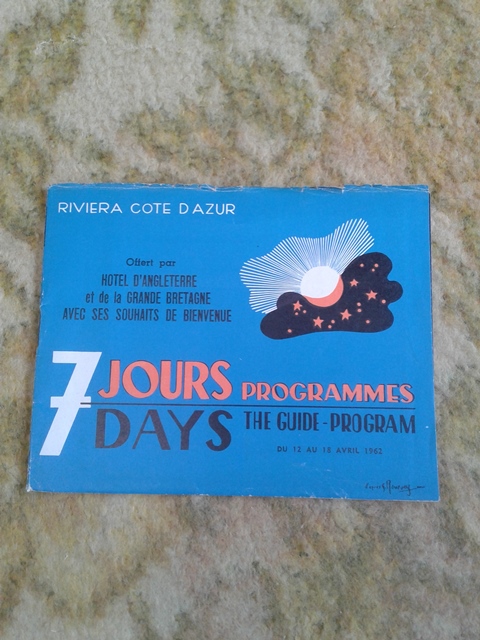 RIVIERA COTE D'AZUR
Offert par
HOTEL D'ANGLETERRE
et de la GRANDE BRETAGNE
AVEC SES SOUHAITS DE BIENVENUE
7 JOURS PROGRAMMES
7 DAYS THE GUIDE-PROGRAM
DU 12 AU 18 AVRIL 1962